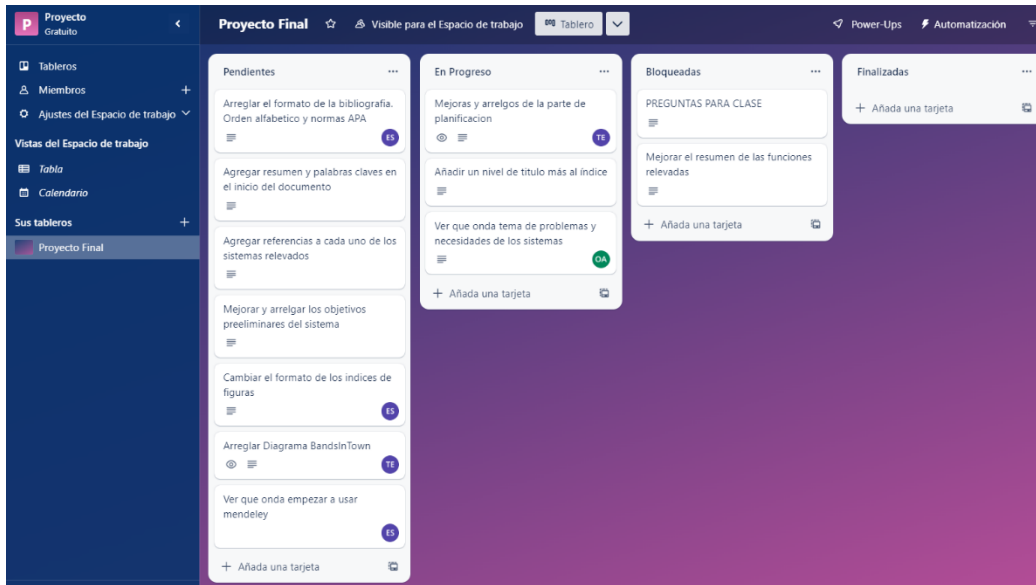 P
Proyecto
Gratuito
Tableros
Miembros
Ajustes del Espacio de trabajo
Vistas del Espacio de trabajo
Tabla
Calendario
Sus tableros
Proyecto Final
Proyecto Final
Visible para el Espacio de trabajo
Tablero
Power-Ups
Automatización
Pendientes
Arreglar el formato de la bibliografia.
Orden alfabetico y normas APA
ES
Agregar resumen y palabras claves en
el inicio del documento
Agregar referencias a cada uno de los
sistemas relevados
Mejorar y arrelgar los objetivos
preeliminares del sistema
Cambiar el formato de los indices de
figuras
ES
Arreglar Diagrama BandsInTown
TE
Ver que onda empezar a usar
mendeley
ES
+ Añada una tarjeta
En Progreso
Mejoras y arrelgos de la parte de
planificacion
TE
Añadir un nivel de titulo más al índice
Ver que onda tema de problemas y
necesidades de los sistemas
OA
+ Añada una tarjeta
Bloqueadas
PREGUNTAS PARA CLASE
Mejorar el resumen de las funciones
relevadas
+ Añada una tarjeta
Finalizadas
+ Añada una tarjeta